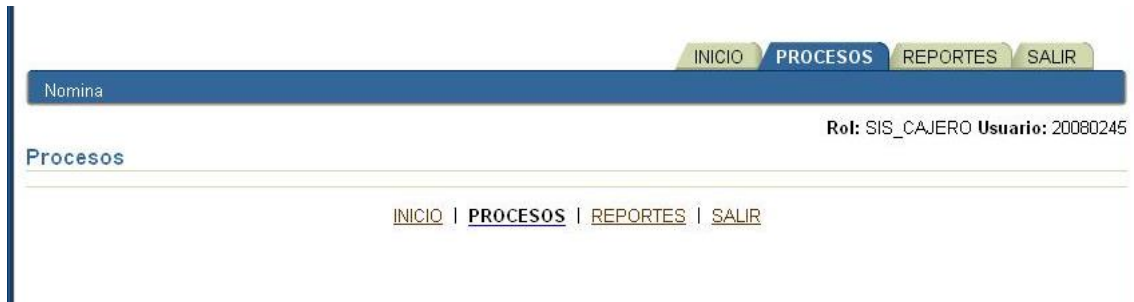 INICIO PROCESOS REPORTES SALIR
Nomina
Rol: SIS_CAJERO Usuario: 20080245
Procesos
INICIO | PROCESOS | REPORTES | SALIR